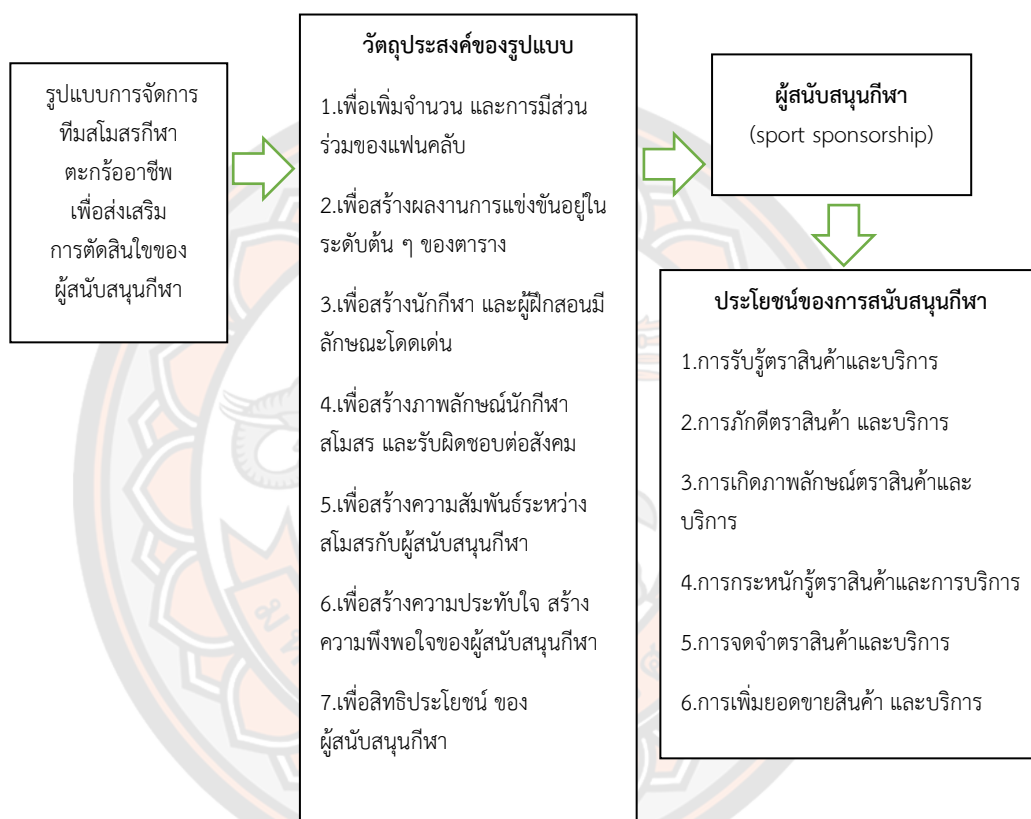 รูปแบบการจัดการ
ทีมสโมสรกีฬา
ตะกร้ออาชีพ
เพื่อส่งเสริม
การตัดสินใขของ
ผู้สนับสนุนกีฬา
วัตถุประสงค์ของรูปแบบ
1.เพื่อเพิ่มจำนวน และการมีส่วน
ร่วมของแฟนคลับ
2.เพื่อสร้างผลงานการแข่งขันอยู่ใน
ระดับต้น ๆ ของตาราง
3.เพื่อสร้างนักกีฬา และผู้ฝึกสอนมี
ลักษณะโดดเด่น
4.เพื่อสร้างภาพลักษณ์นักกีฬา
สโมสร และรับผิดชอบต่อสังคม
5.เพื่อสร้างความสัมพันธ์ระหว่าง
สโมสรกับผู้สนับสนุนกีฬา
6.เพื่อสร้างความประทับใจ สร้าง
ความพึงพอใจของผู้สนับสนุนกีฬา
7.เพื่อสิทธิประโยชน์ ของ
ผู้สนับสนุนกีฬา
ผู้สนับสนุนกีฬา
(sport sponsorship)
ประโยชน์ของการสนับสนุนกีฬา
1.การรับรู้ตราสินค้าและบริการ
2.การภักดีตราสินค้า และบริการ
3.การเกิดภาพลักษณ์ตราสินค้าและ
บริการ
4.การกระหนักรู้ตราสินค้าและการบริการ
5.การจดจำตราสินค้าและบริการ
6.การเพิ่มยอดขายสินค้า และบริการ